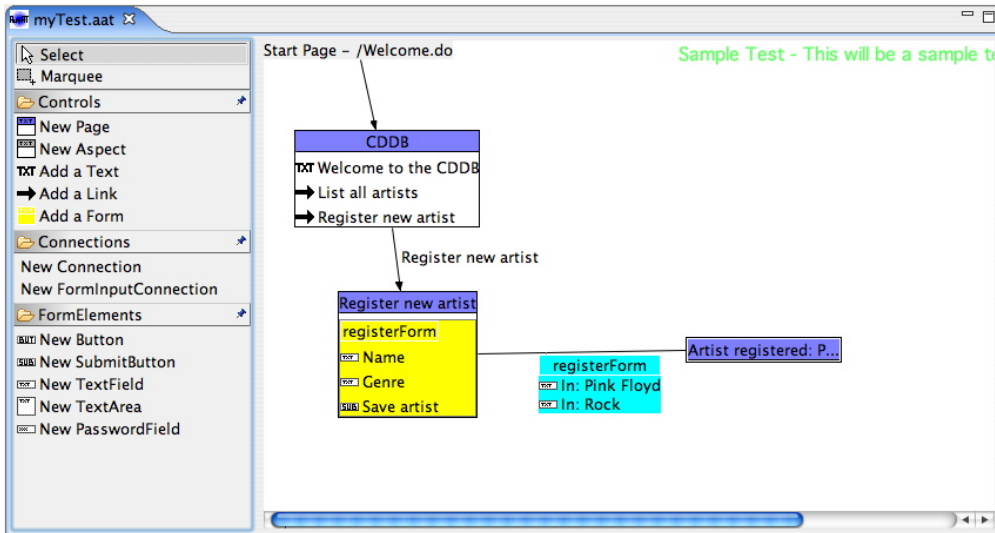 myTest.aat
Select
Marquee
Controls
New Page
New Aspect
TXT Add a Text
Add a Link
Add a Form
Connections
New Connection
New FormInputConnection
FormElements
New Button
New SubmitButton
New TextField
New TextArea
New PasswordField
Start Page - /Welcome.do
Sample Test - This will be a sample te
CDDB
TXT Welcome to the CDDB
List all artists
Register new artist
Register new artist
Register new artist
registerForm
Name
Genre
SUB Save artist
registerForm
In: Pink Floyd
In: Rock
Artist registered: P...